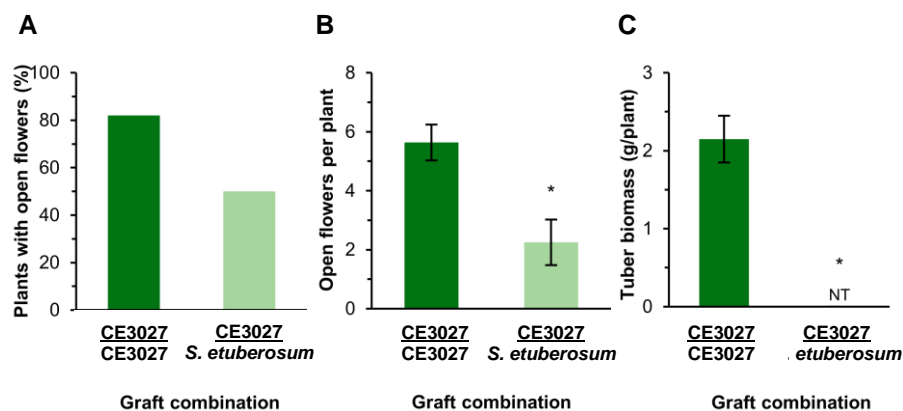 A
B
C
Plants with open flowers (%)
100
80
60
40
20
0
CE3027
CE3027
CE3027
S. etuberosum
Graft combination
Open flowers per plant
8
6
4
2
0
*
CE3027
CE3027
CE3027
S. etuberosum
Graft combination
Tuber biomass (g/plant)
3
2
1
0
*
NT
CE3027
CE3027
CE3027
. etuberosum
Graft combination